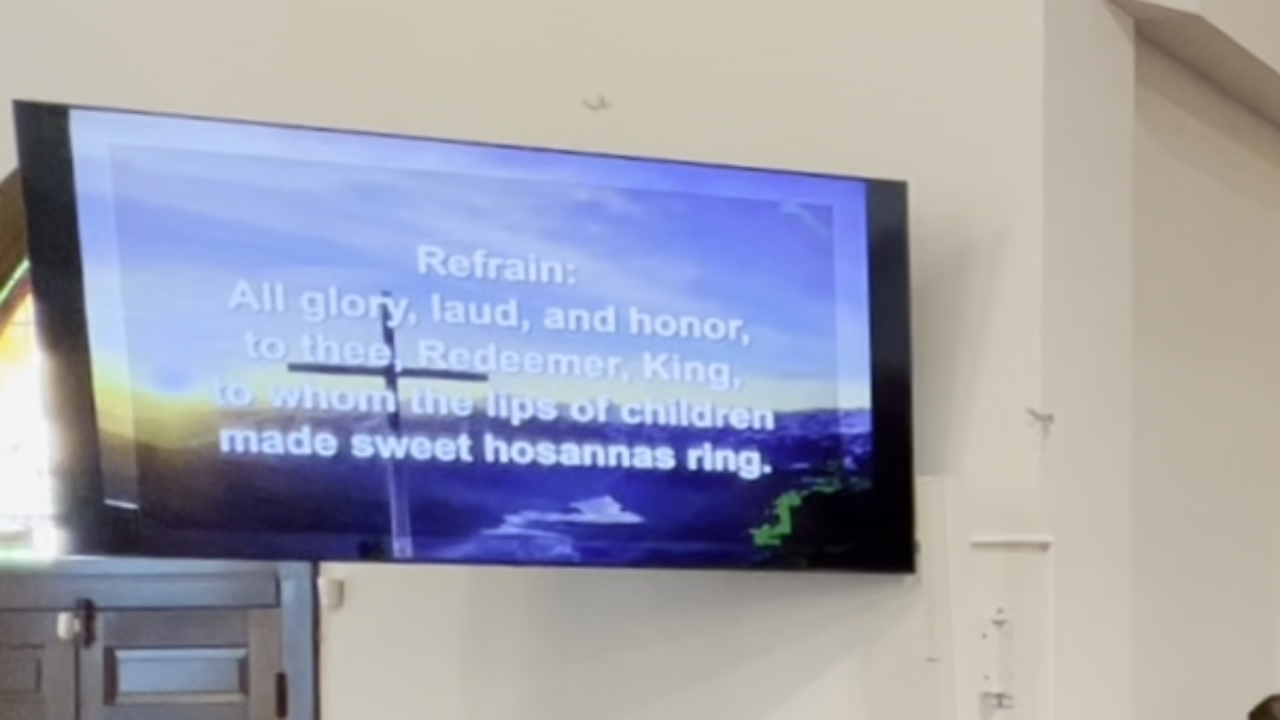 Refrain:
All glory, laud, and honor,
to thee, Redeemer, King,
to whom the lips of children
made sweet hosannas ring.